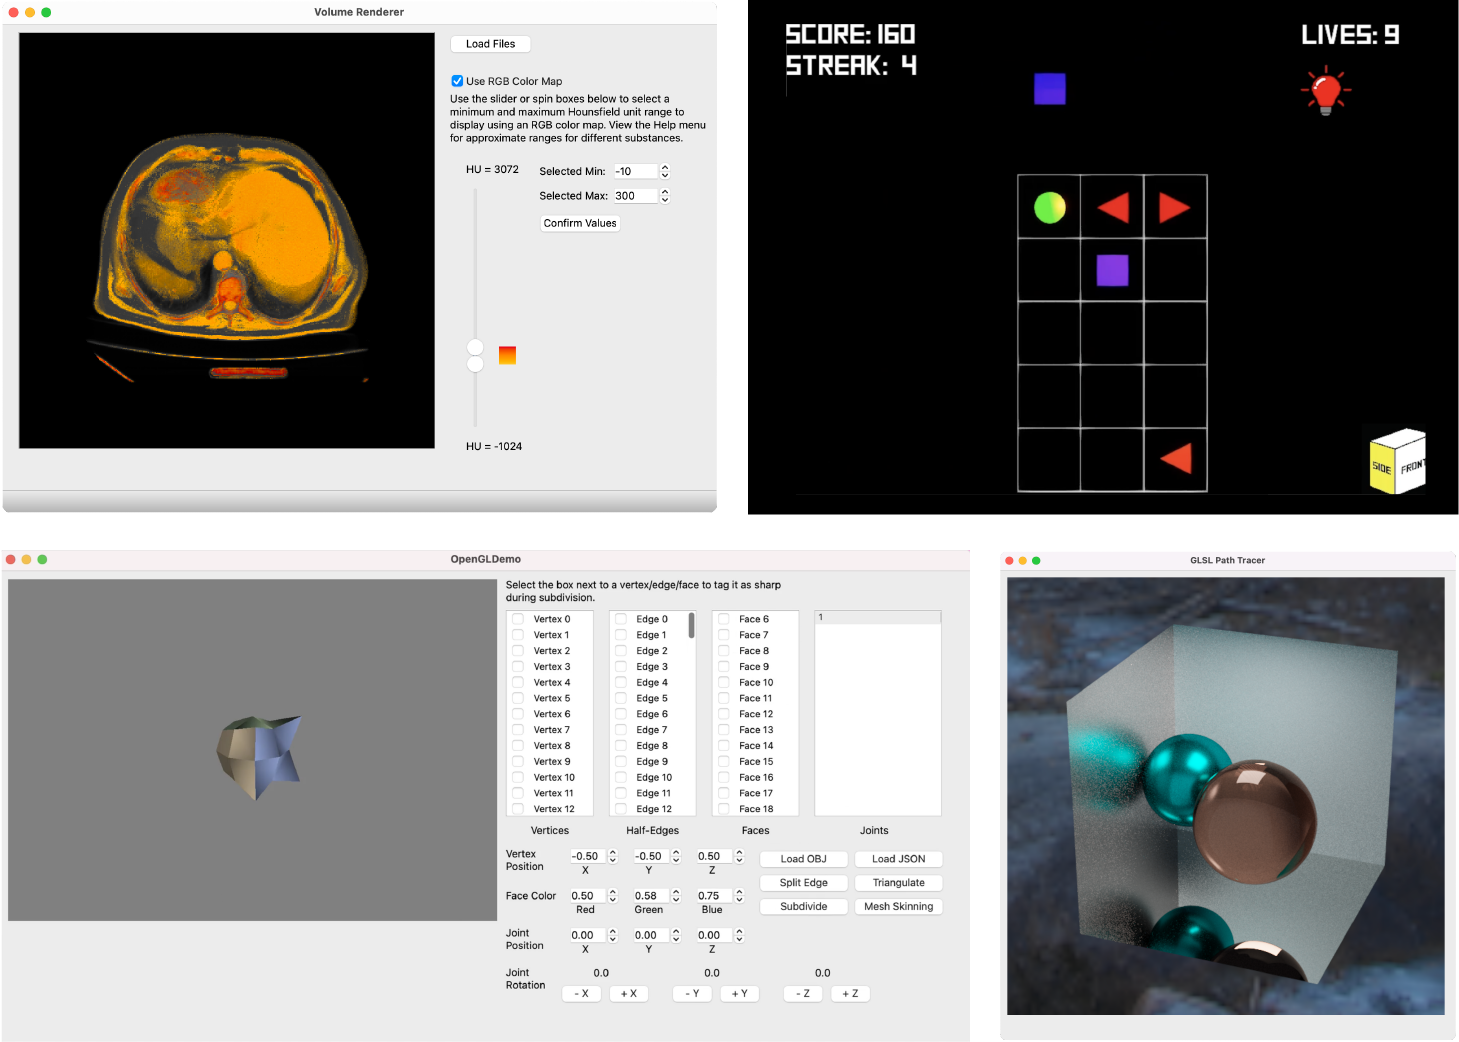 Volume Renderer
Load Files
Use RGB Color Map
Use the slider or spin boxes below to select a
minimum and maximum Hounsfield unit range to
display using an RGB color map. View the Help menu
for approximate ranges for different substances.
HU = 3072
Selected Min: -10
Selected Max: 300
Confirm Values
HU = -1024
SCORE: 160
STREAK: 4
LIVES: 9
SIDE
FRONT
OpenGLDemo
Select the box next to a vertex/edge/face to tag it as sharp
during subdivision.
Vertex 0 Edge 0 Face 6 1
Vertex 1 Edge 1 Face 7
Vertex 2 Edge 2 Face 8
Vertex 3 Edge 3 Face 9
Vertex 4 Edge 4 Face 10
Vertex 5 Edge 5 Face 11
Vertex 6 Edge 6 Face 12
Vertex 7 Edge 7 Face 13
Vertex 8 Edge 8 Face 14
Vertex 9 Edge 9 Face 15
Vertex 10 Edge 10 Face 16
Vertex 11 Edge 11 Face 17
Vertex 12 Edge 12 Face 18
Vertices Half-Edges Faces Joints
Vertex
Position
-0.50 -0.50 0.50
X Y Z
Load OBJ Load JSON
Split Edge Triangulate
Subdivide Mesh Skinning
Face Color 0.50 0.58 0.75
Red Green Blue
Joint
Position
0.00 0.00 0.00
X Y Z
Joint
Rotation
0.0 0.0 0.0
- X + X - Y + Y - Z + Z
GLSL Path Tracer